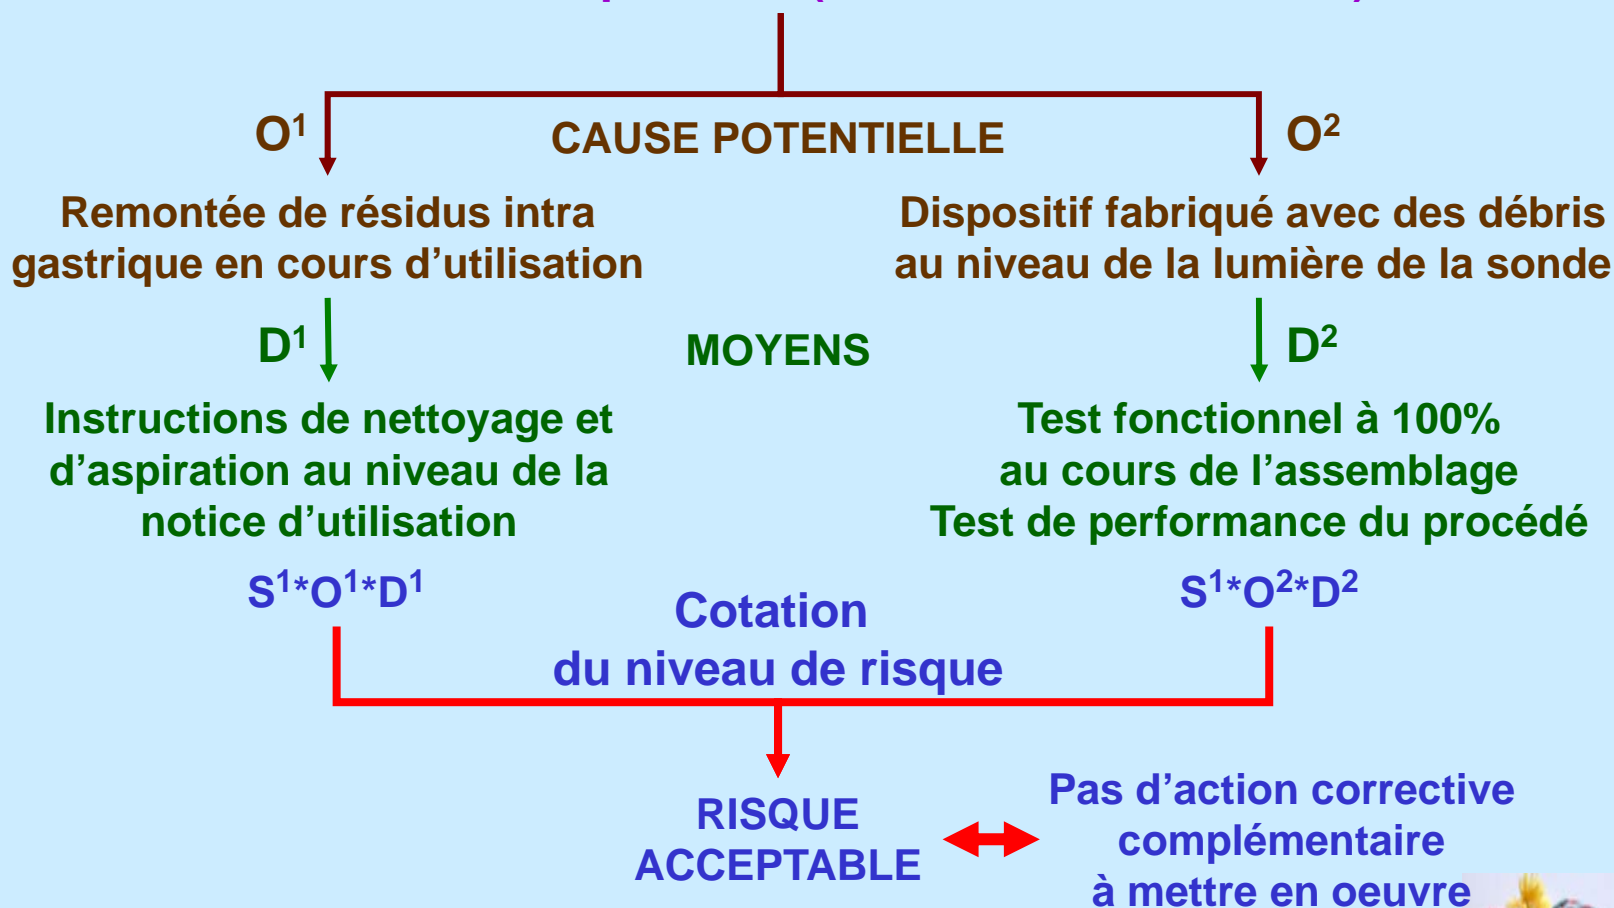 O¹ CAUSE POTENTIELLE O²
Remontée de résidus intra
gastrique en cours d’utilisation
Dispositif fabriqué avec des débris
au niveau de la lumière de la sonde
D¹ MOYENS D²
Instructions de nettoyage et
d’aspiration au niveau de la
notice d’utilisation
Test fonctionnel à 100%
au cours de l’assemblage
Test de performance du procédé
S¹*O¹*D¹
S¹*O²*D²
Cotation
du niveau de risque
RISQUE
ACCEPTABLE
Pas d’action corrective
complémentaire
à mettre en oeuvre